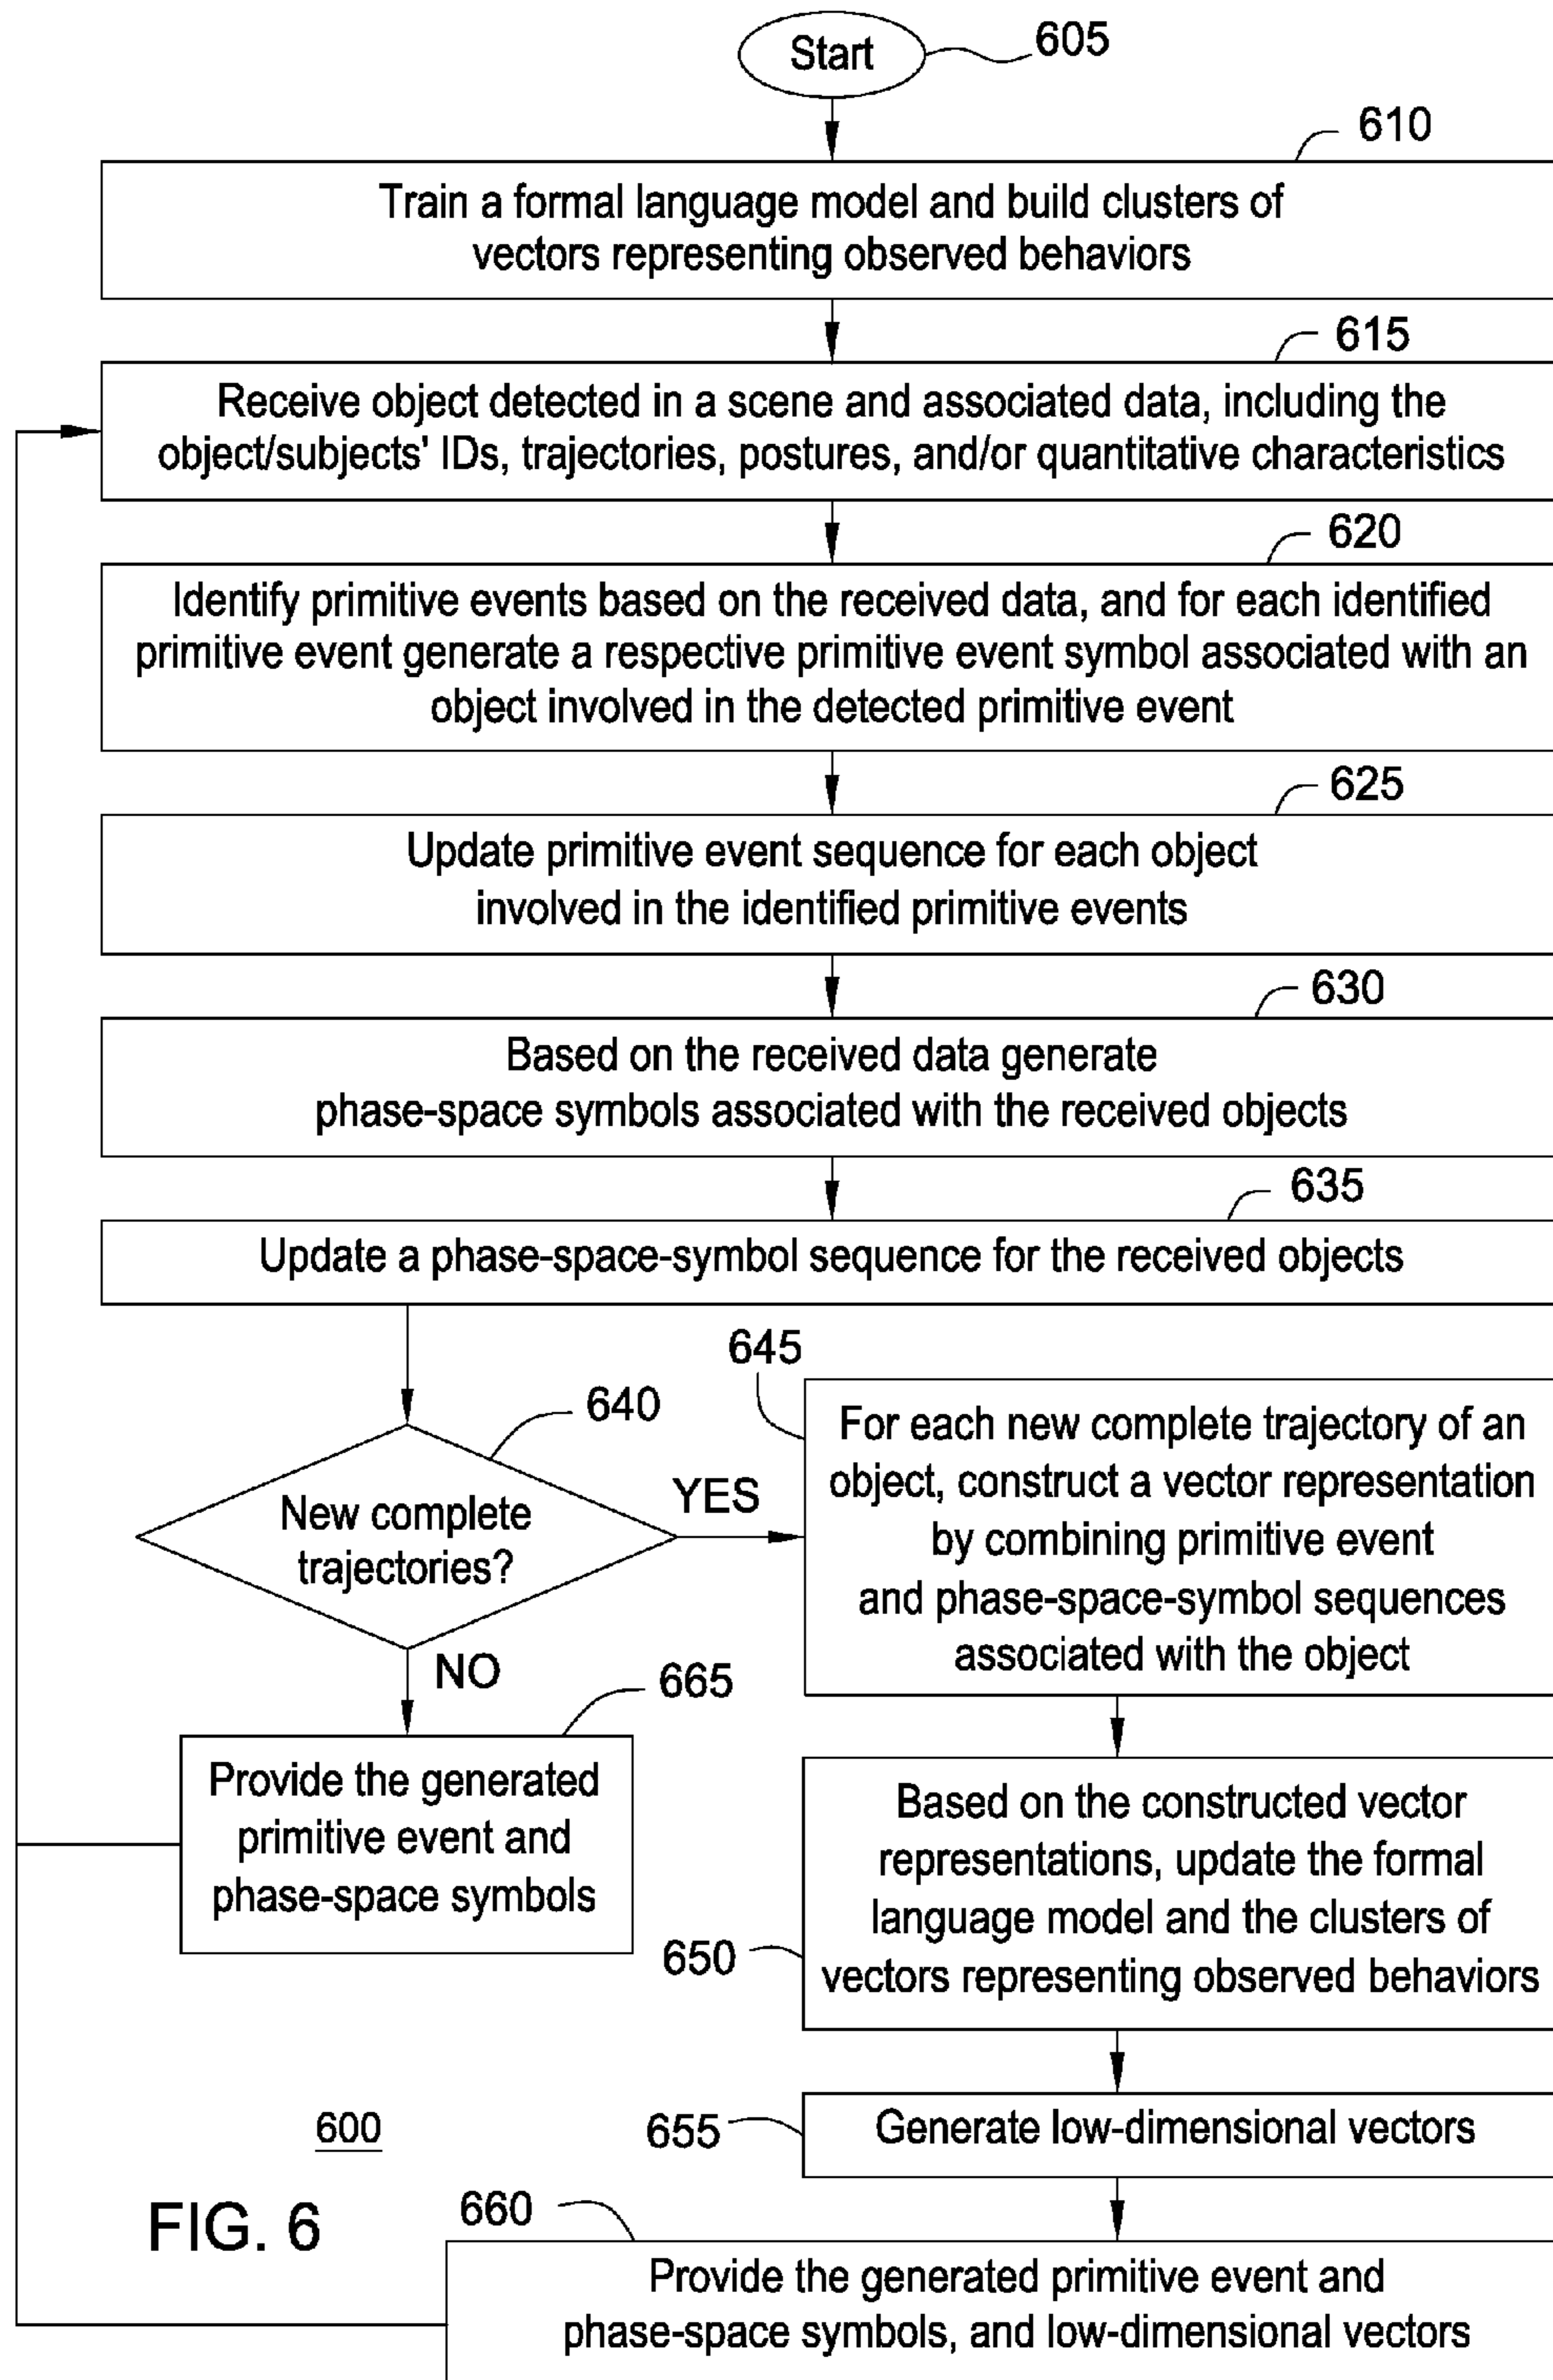 Start
605
610
Train a formal language model and build clusters of
vectors representing observed behaviors
615
Receive object detected in a scene and associated data, including the
object/subjects' IDs, trajectories, postures, and/or quantitative characteristics
620
Identify primitive events based on the received data, and for each identified
primitive event generate a respective primitive event symbol associated with an
object involved in the detected primitive event
625
Update primitive event sequence for each object
involved in the identified primitive events
630
Based on the received data generate
phase-space symbols associated with the received objects
635
Update a phase-space-symbol sequence for the received objects
640
New complete
trajectories?
YES
NO
645
For each new complete trajectory of an
object, construct a vector representation
by combining primitive event
and phase-space-symbol sequences
associated with the object
665
Provide the generated
primitive event and
phase-space symbols
650
Based on the constructed vector
representations, update the formal
language model and the clusters of
vectors representing observed behaviors
655
Generate low-dimensional vectors
660
Provide the generated primitive event and
phase-space symbols, and low-dimensional vectors
600
FIG. 6